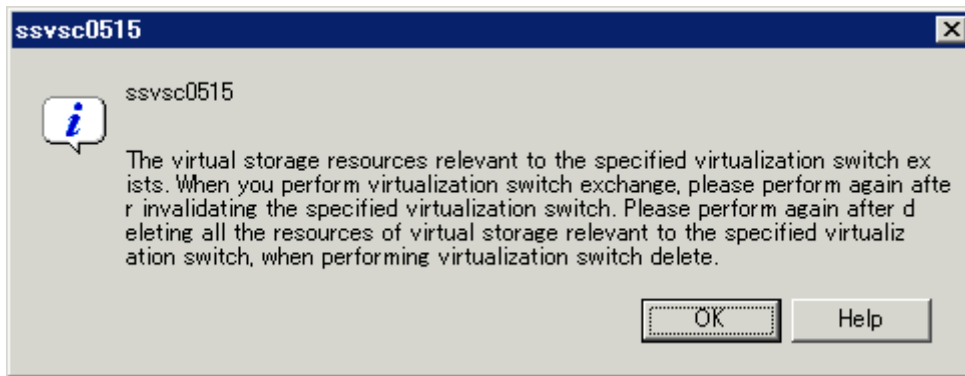 ssvsc0515
ssvsc0515
The virtual storage resources relevant to the specified virtualization switch ex
ists. When you perform virtualization switch exchange, please perform again afte
r invalidating the specified virtualization switch. Please perform again after d
eleting all the resources of virtual storage relevant to the specified virtualiz
ation switch, when performing virtualization switch delete.
OK Help